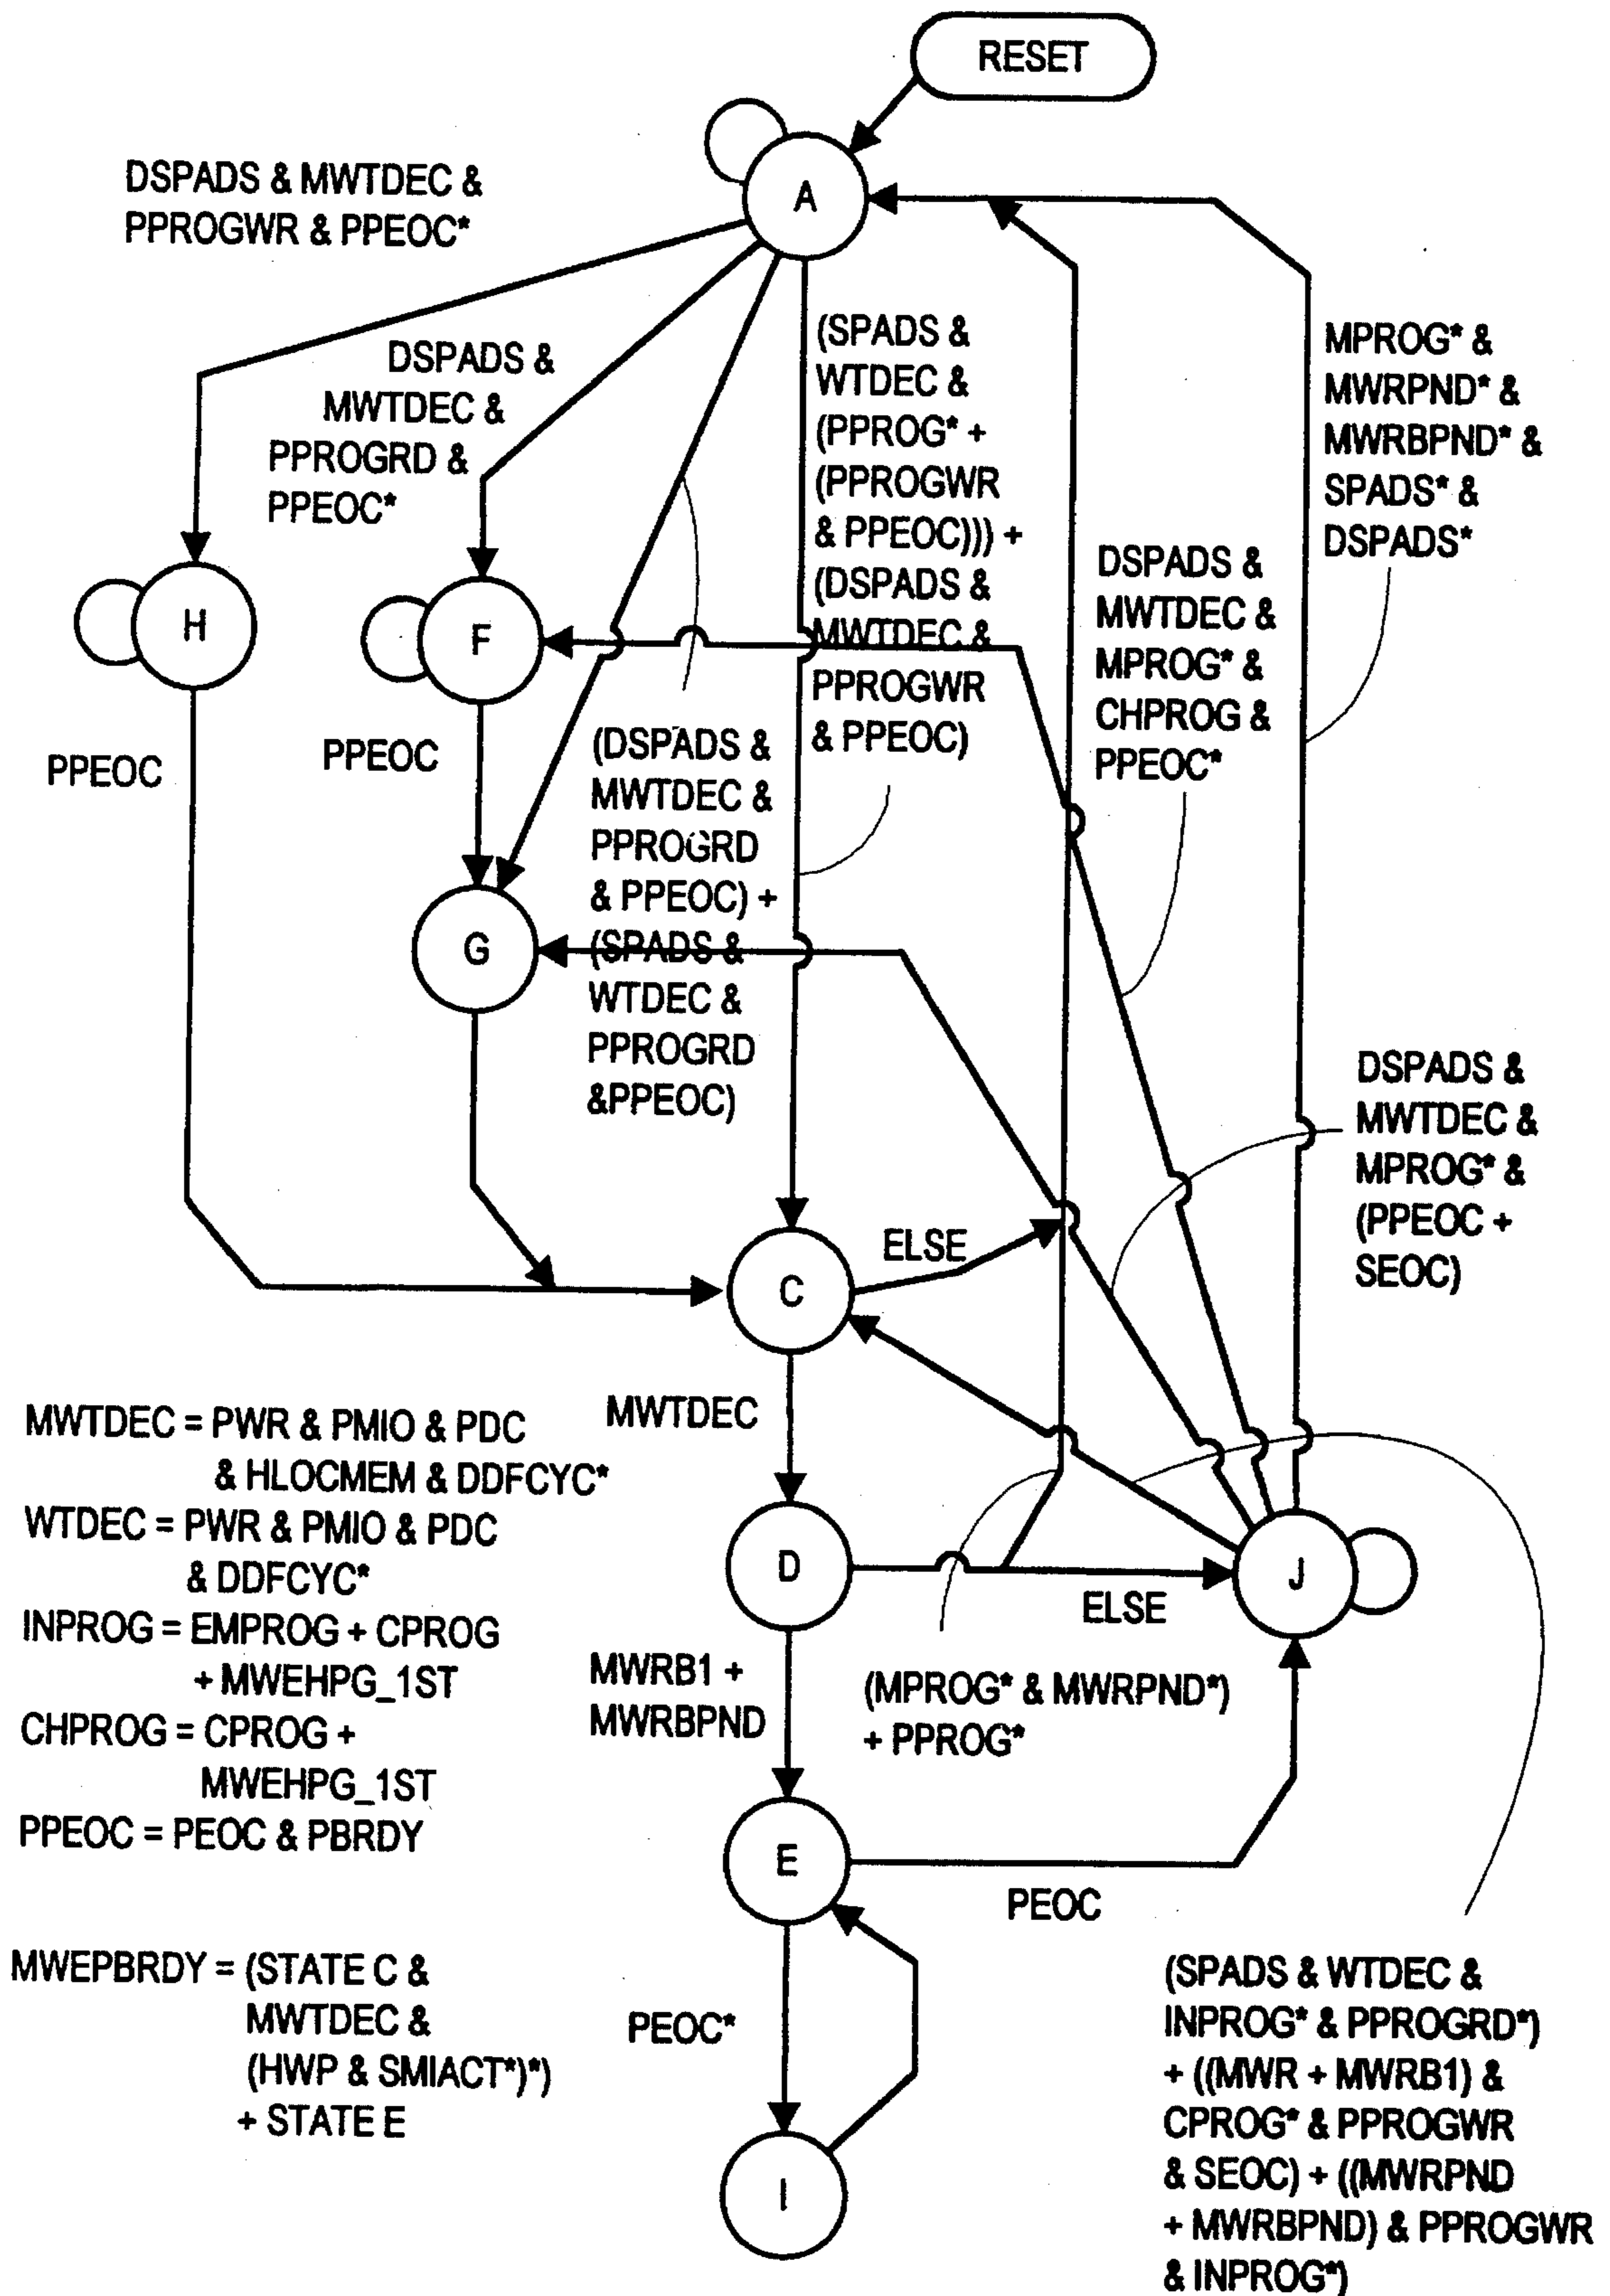 RESET
A
DSPADS & MWTDEC &
PPROGWR & PPEOC*
DSPADS &
MWTDEC &
PPROGRD &
PPEOC*
(SPADS &
WTDEC &
(PPROG* +
(PPROGWR
& PPEOC))) +
(DSPADS &
MWTDEC &
PPROGWR
& PPEOC)
MPROG* &
MWRPND* &
MWRBPND* &
SPADS* &
DSPADS*
DSPADS &
MWTDEC &
MPROG* &
CHPROG &
PPEOC*
H
F
PPEOC
PPEOC
(DSPADS &
MWTDEC &
PPROGRD
& PPEOC) +
(SPADS &
WTDEC &
PPROGRD
&PPEOC)
G
DSPADS &
MWTDEC &
MPROG* &
(PPEOC +
SEOC)
ELSE
C
MWTDEC
MWTDEC = PWR & PMIO & PDC
& HLOCMEM & DDFCYC*
WTDEC = PWR & PMIO & PDC
& DDFCYC*
INPROG = EMPROG + CPROG
+ MWEHPG_1ST
CHPROG = CPROG +
MWEHPG_1ST
PPEOC = PEOC & PBRDY
D
J
ELSE
MWRB1 +
MWRBPND
(MPROG* & MWRPND*)
+ PPROG*
E
PEOC
MWEPBRDY = (STATE C &
MWTDEC &
(HWP & SMIACT*)*)
+ STATE E
PEOC*
I
(SPADS & WTDEC &
INPROG* & PPROGRD*)
+ ((MWR + MWRB1) &
CPROG* & PPROGWR
& SEOC) + ((MWRPND
+ MWRBPND) & PPROGWR
& INPROG*)